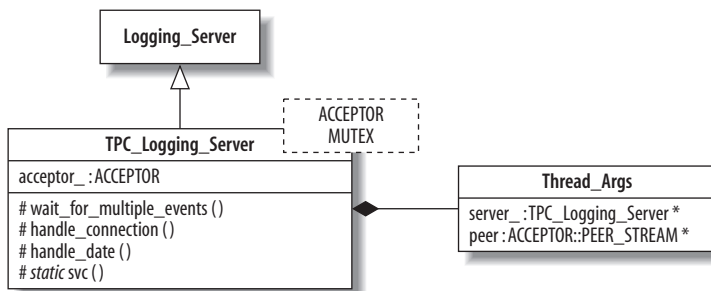 Logging_Server
ACCEPTOR
MUTEX
TPC_Logging_Server
acceptor_ : ACCEPTOR
# wait_for_multiple_events ( )
# handle_connection ( )
# handle_date ( )
# static svc ( )
Thread_Args
server_ :TPC_Logging_Server *
peer : ACCEPTOR::PEER_STREAM *